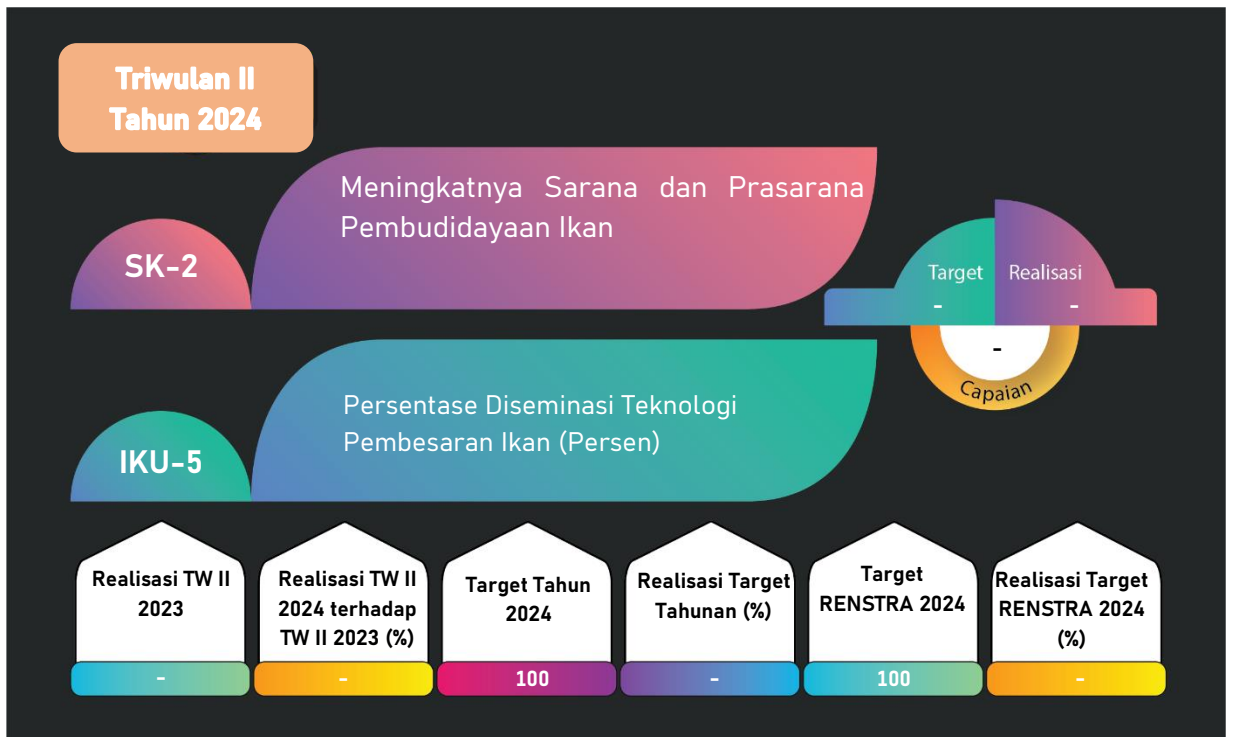 Triwulan II
Tahun 2024
Meningkatnya Sarana dan Prasarana
Pembudidayaan Ikan
SK-2
Target
Realisasi
-
-
-
Capaian
Persentase Diseminasi Teknologi
Pembesaran Ikan (Persen)
IKU-5
Realisasi TW II
2023
-
Realisasi TW II
2024 terhadap
TW II 2023 (%)
-
Target Tahun
2024
100
Realisasi Target
Tahunan (%)
-
Target
RENSTRA 2024
100
Realisasi Target
RENSTRA 2024
(%)
-